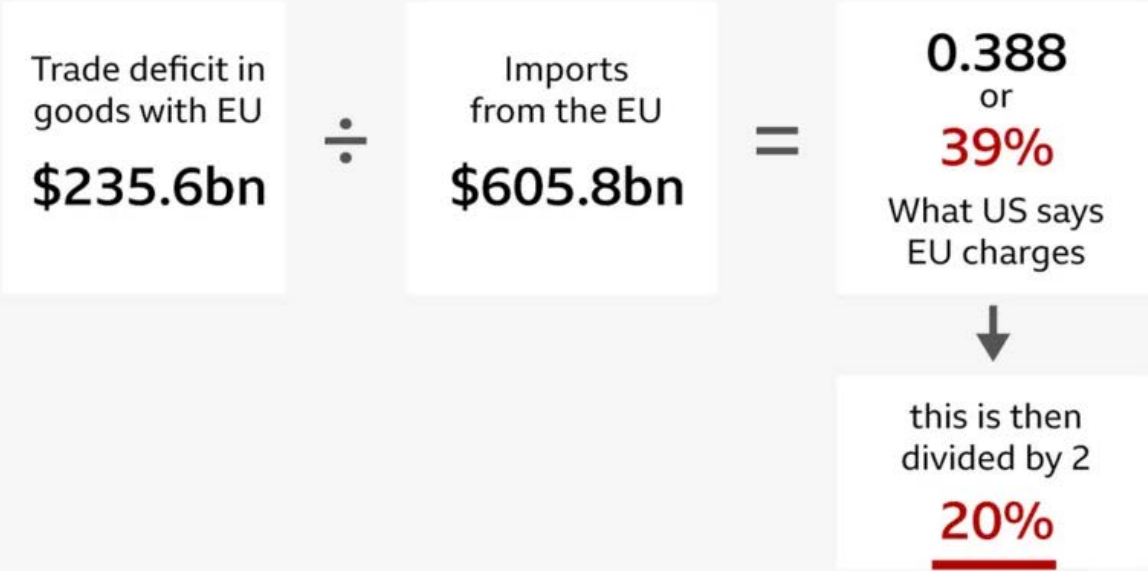 Trade deficit in
goods with EU
$235.6bn
÷
Imports
from the EU
$605.8bn
=
0.388
or
39%
What US says
EU charges
this is then
divided by 2
20%